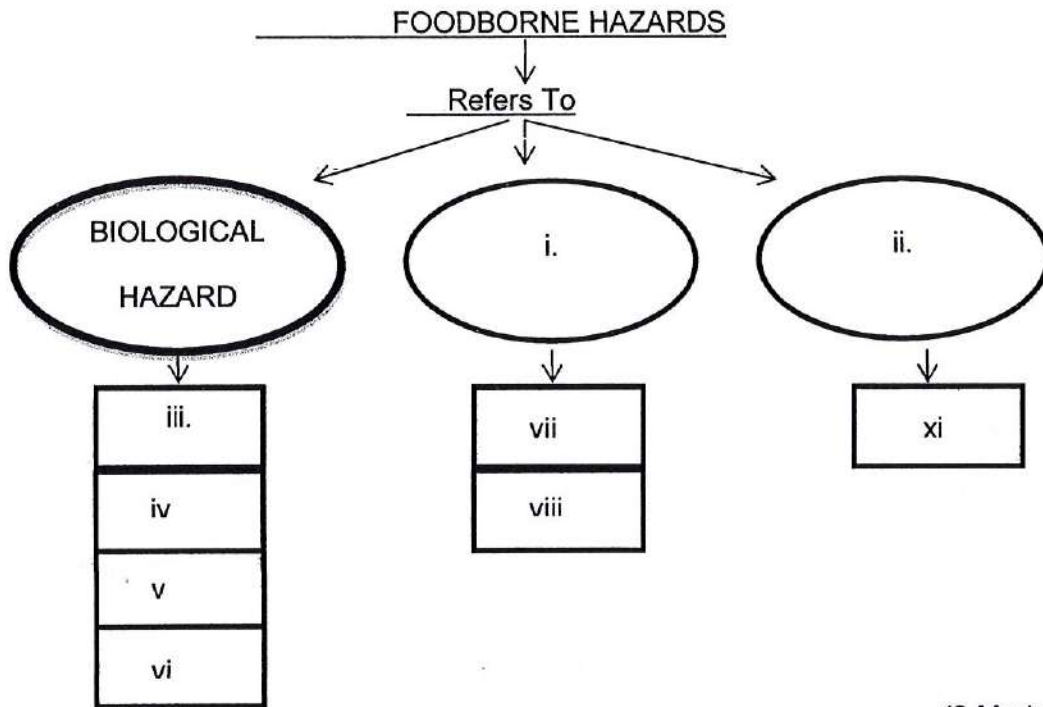 FOODBORNE HAZARDS
Refers To
BIOLOGICAL
HAZARD
i.
ii.
iii.
iv
v
vi
vii
viii
xi